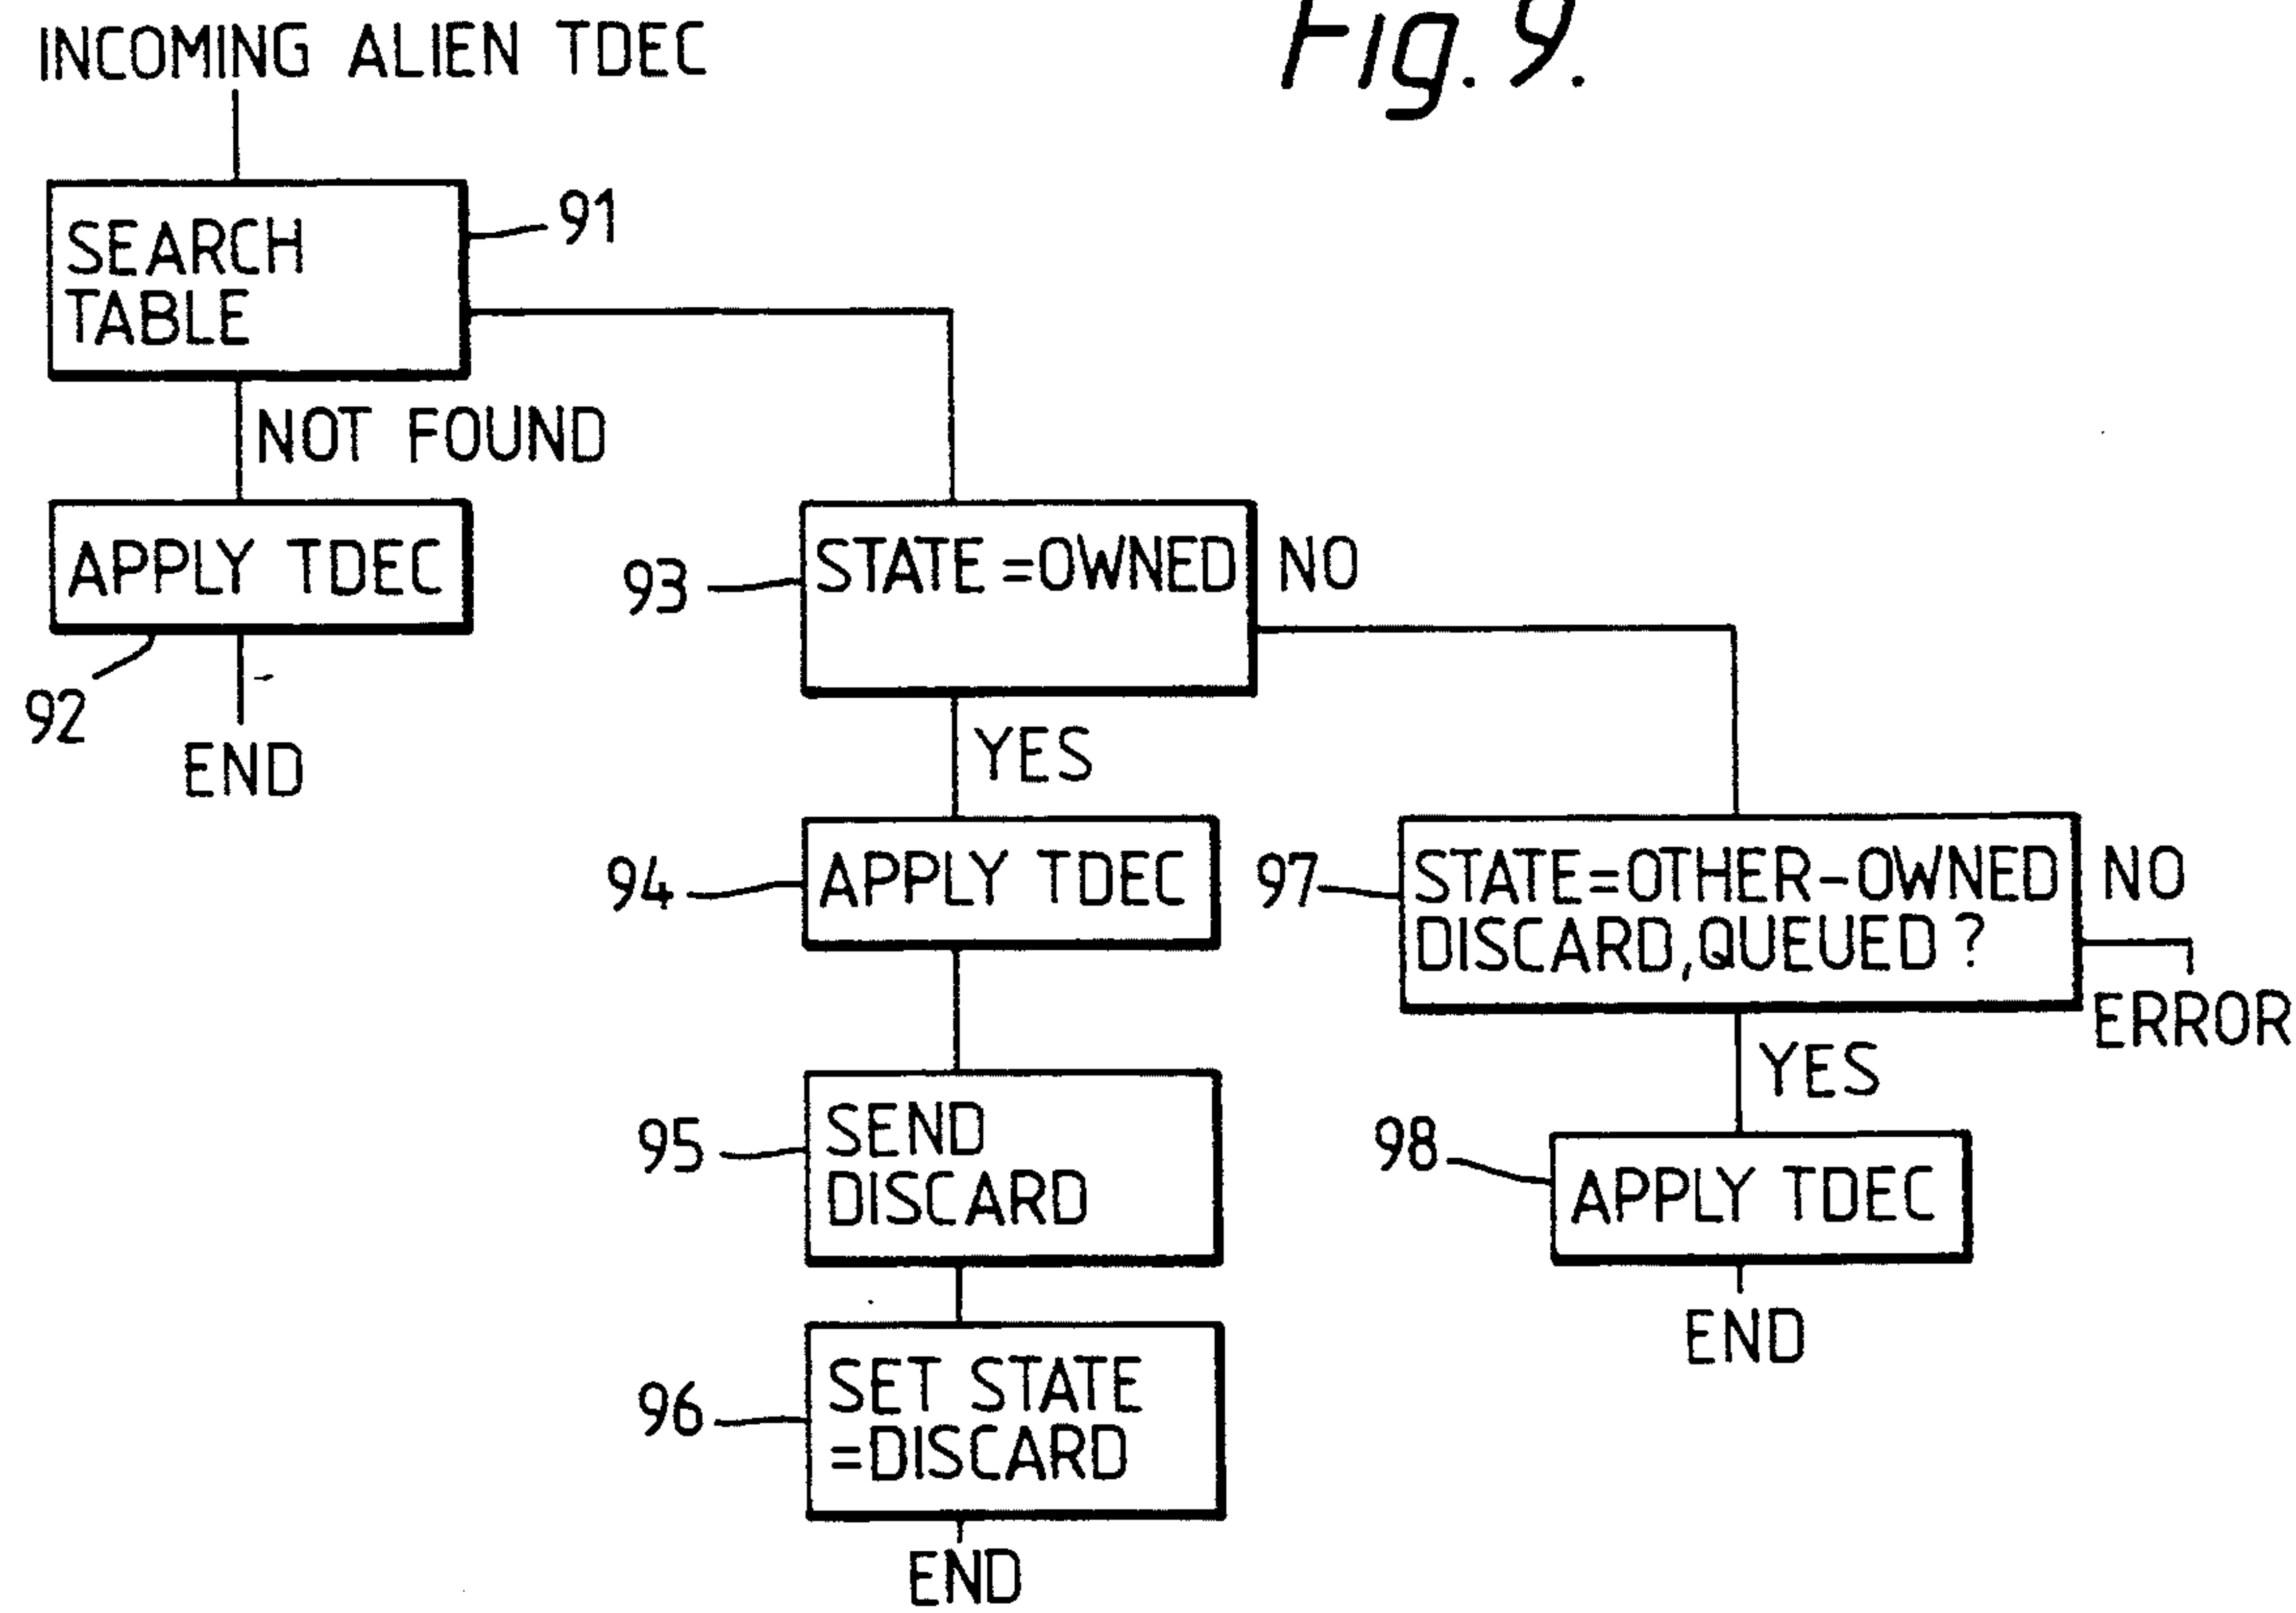 Fig. 9.
INCOMING ALIEN TDEC
SEARCH
TABLE
91
NOT FOUND
APPLY TDEC
92
END
93
STATE =OWNED
NO
YES
94
APPLY TDEC
95
SEND
DISCARD
96
SET STATE
=DISCARD
END
97
STATE=OTHER-OWNED
DISCARD,QUEUED?
NO
ERROR
YES
98
APPLY TDEC
END